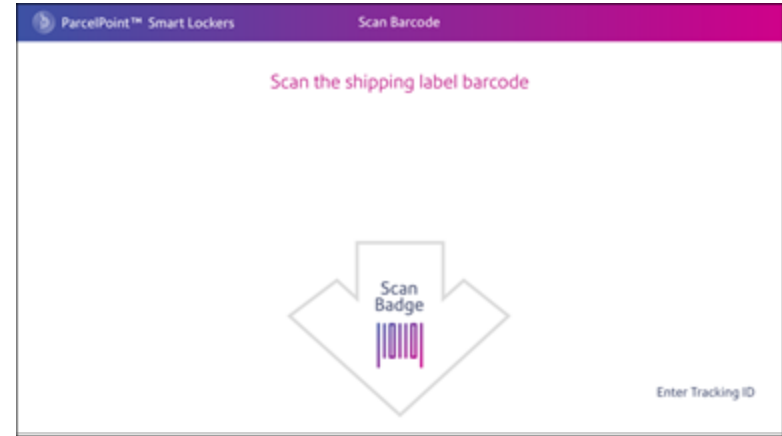 ParcelPoint™ Smart Lockers
Scan Barcode
Scan the shipping label barcode
Scan
Badge
Enter Tracking ID